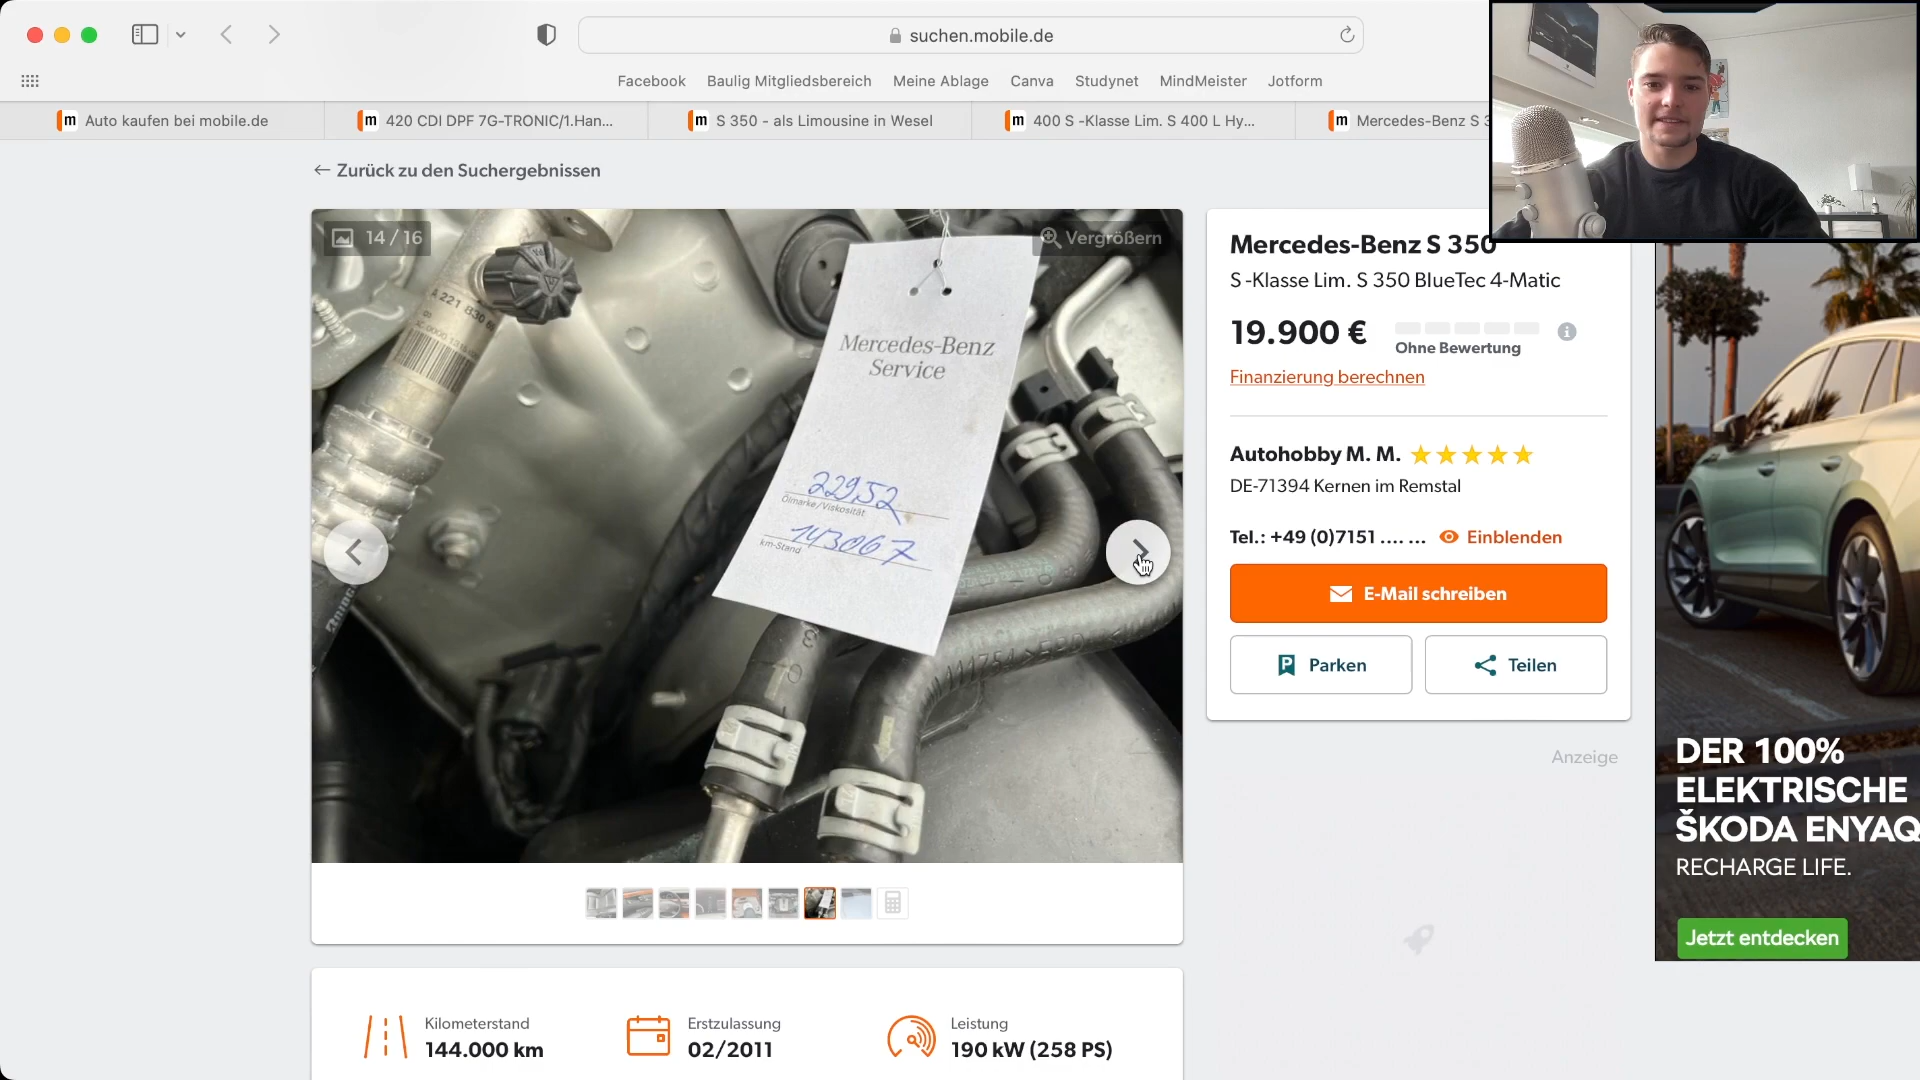 suchen.mobile.de
Facebook Baulig Mitgliedsbereich Meine Ablage Canva Studynet MindMeister Jotform
m Auto kaufen bei mobile.de
m 420 CDI DPF 7G-TRONIC/1.Han...
m S 350 - als Limousine in Wesel
m 400 S -Klasse Lim. S 400 L Hy...
m Mercedes-Benz S 3
← Zurück zu den Suchergebnissen
14 / 16
Vergrößern
A 221 830
Mercedes-Benz
Service
229,52
Ölmarke/Viskosität
143067
km-Stand
Mercedes-Benz S 350
S -Klasse Lim. S 350 BlueTec 4-Matic
19.900 €
Ohne Bewertung
Finanzierung berechnen
Autohobby M. M.
DE-71394 Kernen im Remstal
Tel.: +49 (0)7151 .... ...
Einblenden
E-Mail schreiben
P Parken
Teilen
Anzeige
DER 100%
ELEKTRISCHE
ŠKODA ENYAQ
RECHARGE LIFE.
Jetzt entdecken
Kilometerstand
144.000 km
Erstzulassung
02/2011
Leistung
190 kW (258 PS)